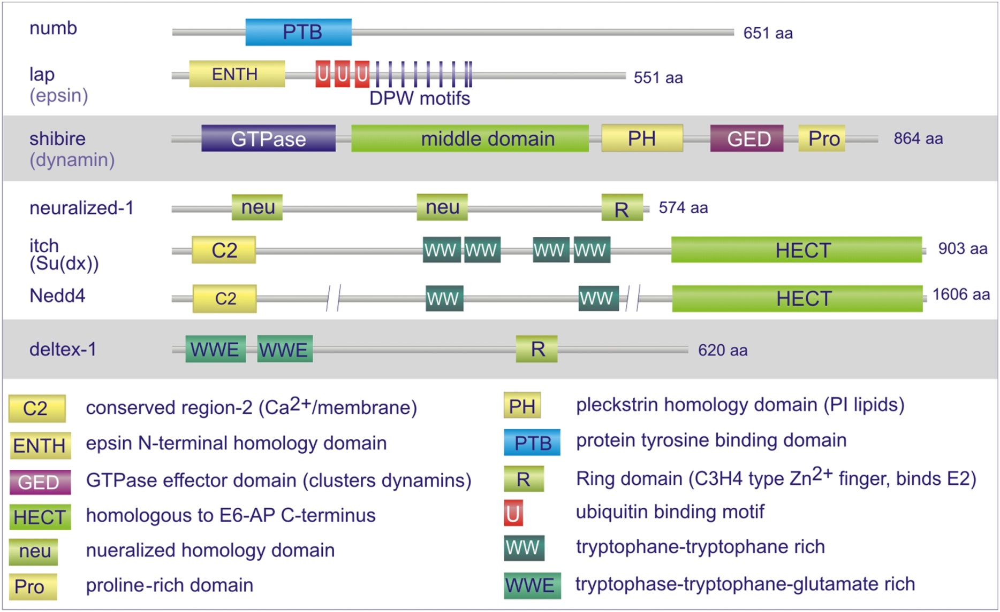 numb PTB 651 aa
lap ENTH U U U 551 aa
(epsin) DPW motifs
shibire GTPase middle domain PH GED Pro 864 aa
(dynamin)
neuralized-1 neu neu R 574 aa
itch C2 WW WW WW WW HECT 903 aa
(Su(dx))
Nedd4 C2 WW WW HECT 1606 aa
deltex-1 WWE WWE R 620 aa
C2 conserved region-2 (Ca2+/membrane)
ENTH epsin N-terminal homology domain
GED GTPase effector domain (clusters dynamins)
HECT homologous to E6-AP C-terminus
neu nueralized homology domain
Pro proline-rich domain
PH pleckstrin homology domain (PI lipids)
PTB protein tyrosine binding domain
R Ring domain (C3H4 type Zn2+ finger, binds E2)
U ubiquitin binding motif
WW tryptophane-tryptophane rich
WWE tryptophase-tryptophane-glutamate rich